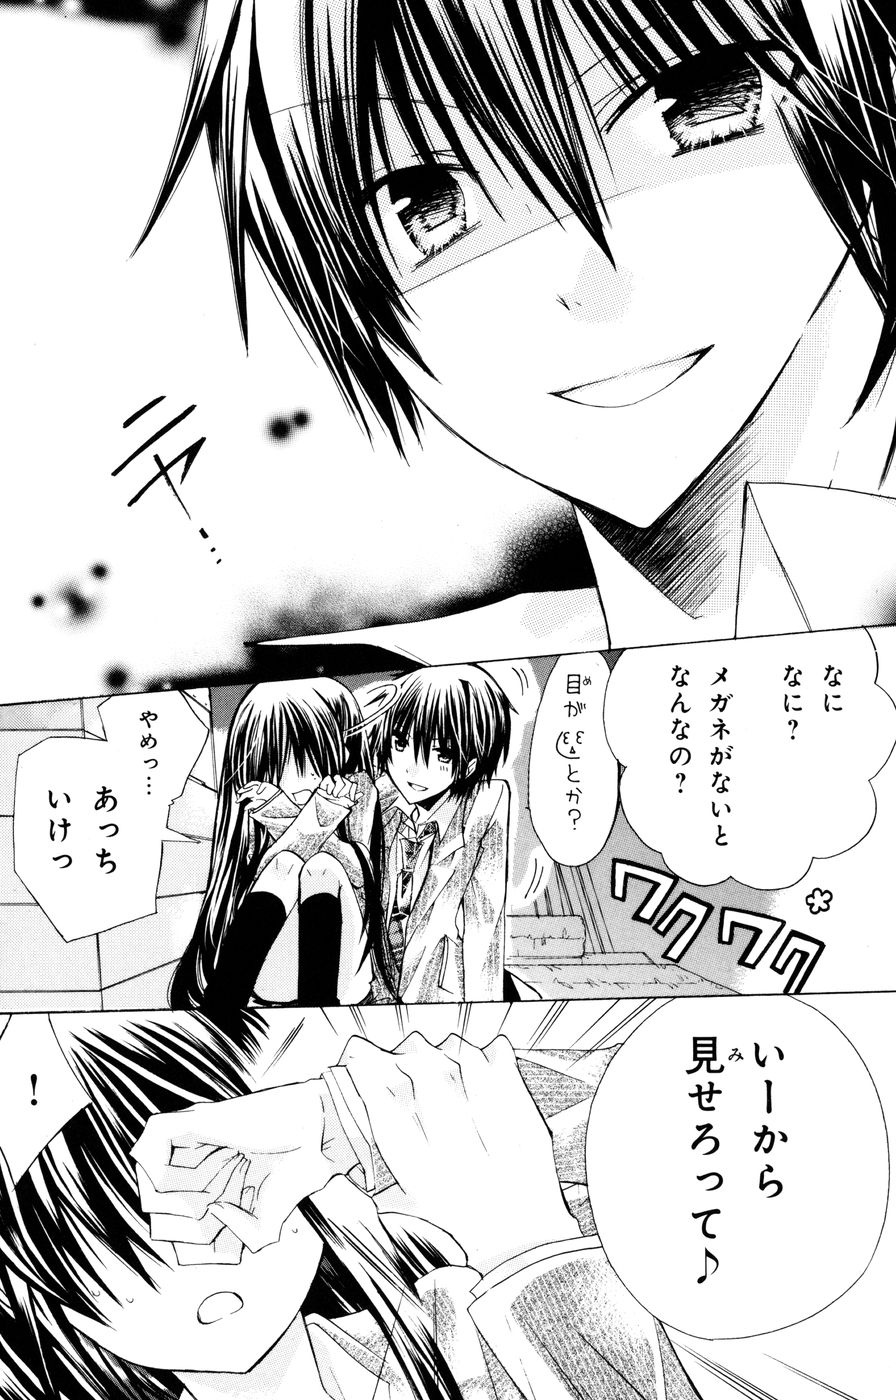 ニヤ…
なに
なに？
メガネがないと
なんなの？
目がとか？
め
ワクワク
やめっ…
あっち
いけっ
いーから
見せろって♪
み
！